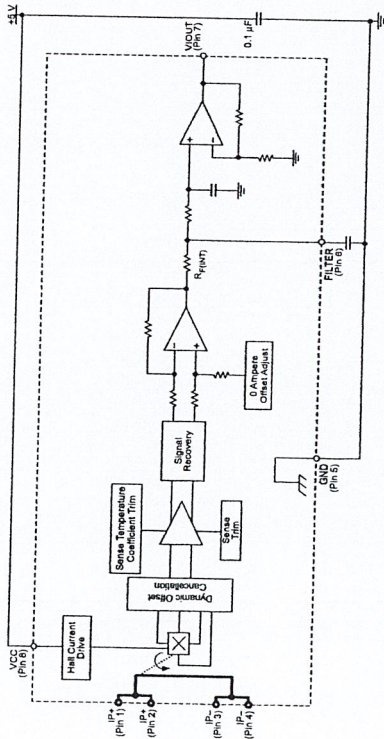 +5 V
VCC
(Pin 8)
Hall Current
Drive
IP+
(Pin 1)
IP+
(Pin 2)
IP–
(Pin 3)
IP–
(Pin 4)
Dynamic Offset
Cancellation
Sense Temperature
Coefficient Trim
Sense
Trim
Signal
Recovery
0 Ampere
Offset Adjust
RF(INT)
VIOUT
(Pin 7)
0.1 µF
FILTER
(Pin 6)
GND
(Pin 5)